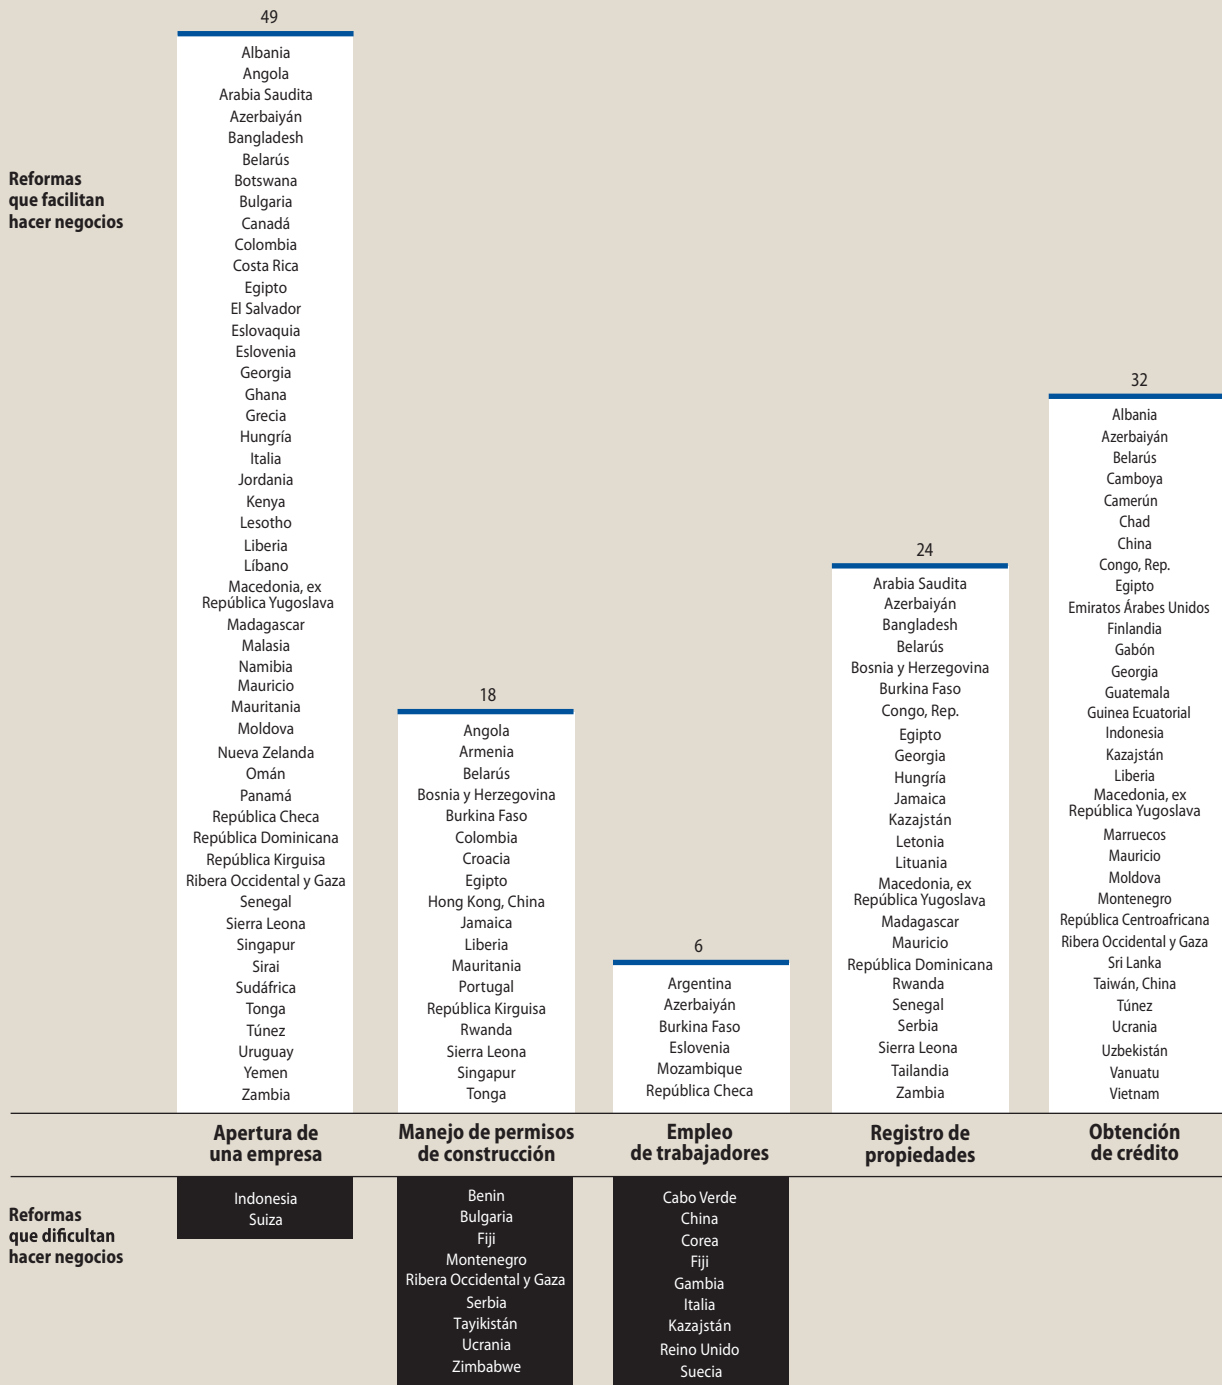 49
Albania
Angola
Arabia Saudita
Azerbaiyán
Bangladesh
Belarús
Botswana
Bulgaria
Canadá
Colombia
Costa Rica
Egipto
El Salvador
Eslovaquia
Eslovenia
Georgia
Ghana
Grecia
Hungría
Italia
Jordania
Kenya
Lesotho
Liberia
Líbano
Macedonia, ex
República Yugoslava
Madagascar
Malasia
Namibia
Mauricio
Mauritania
Moldova
Nueva Zelanda
Omán
Panamá
República Checa
República Dominicana
República Kirguisa
Ribera Occidental y Gaza
Senegal
Sierra Leona
Singapur
Sirai
Sudáfrica
Tonga
Túnez
Uruguay
Yemen
Zambia
Reformas
que facilitan
hacer negocios
18
Angola
Armenia
Belarús
Bosnia y Herzegovina
Burkina Faso
Colombia
Croacia
Egipto
Hong Kong, China
Jamaica
Liberia
Mauritania
Portugal
República Kirguisa
Rwanda
Sierra Leona
Singapur
Tonga
6
Argentina
Azerbaiyán
Burkina Faso
Eslovenia
Mozambique
República Checa
24
Arabia Saudita
Azerbaiyán
Bangladesh
Belarús
Bosnia y Herzegovina
Burkina Faso
Congo, Rep.
Egipto
Georgia
Hungría
Jamaica
Kazajstán
Letonia
Lituania
Macedonia, ex
República Yugoslava
Madagascar
Mauricio
República Dominicana
Rwanda
Senegal
Serbia
Sierra Leona
Tailandia
Zambia
32
Albania
Azerbaiyán
Belarús
Camboya
Camerún
Chad
China
Congo, Rep.
Egipto
Emiratos Árabes Unidos
Finlandia
Gabón
Georgia
Guatemala
Guinea Ecuatorial
Indonesia
Kazajstán
Liberia
Macedonia, ex
República Yugoslava
Marruecos
Mauricio
Moldova
Montenegro
República Centroafricana
Ribera Occidental y Gaza
Sri Lanka
Taiwán, China
Túnez
Ucrania
Uzbekistán
Vanuatu
Vietnam
Apertura de
una empresa
Manejo de permisos
de construcción
Empleo
de trabajadores
Registro de
propiedades
Obtención
de crédito
Reformas
que dificultan
hacer negocios
Indonesia
Suiza
Benin
Bulgaria
Fiji
Montenegro
Ribera Occidental y Gaza
Serbia
Tayikistán
Ucrania
Zimbabwe
Cabo Verde
China
Corea
Fiji
Gambia
Italia
Kazajstán
Reino Unido
Suecia